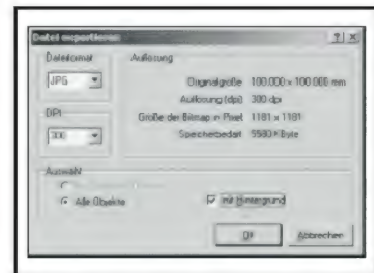 Datei exportieren
Dateiformat
JPG
DPI
300
Auflösung
Originalgröße 100.000 x 100.000 mm
Auflösung (dpi) 300 dpi
Größe der Bitmap in Pixel 1181 x 1181
Speicherbedarf Byte
Auswahl
Alle Objekte
mit Hintergrund
OK Abbrechen